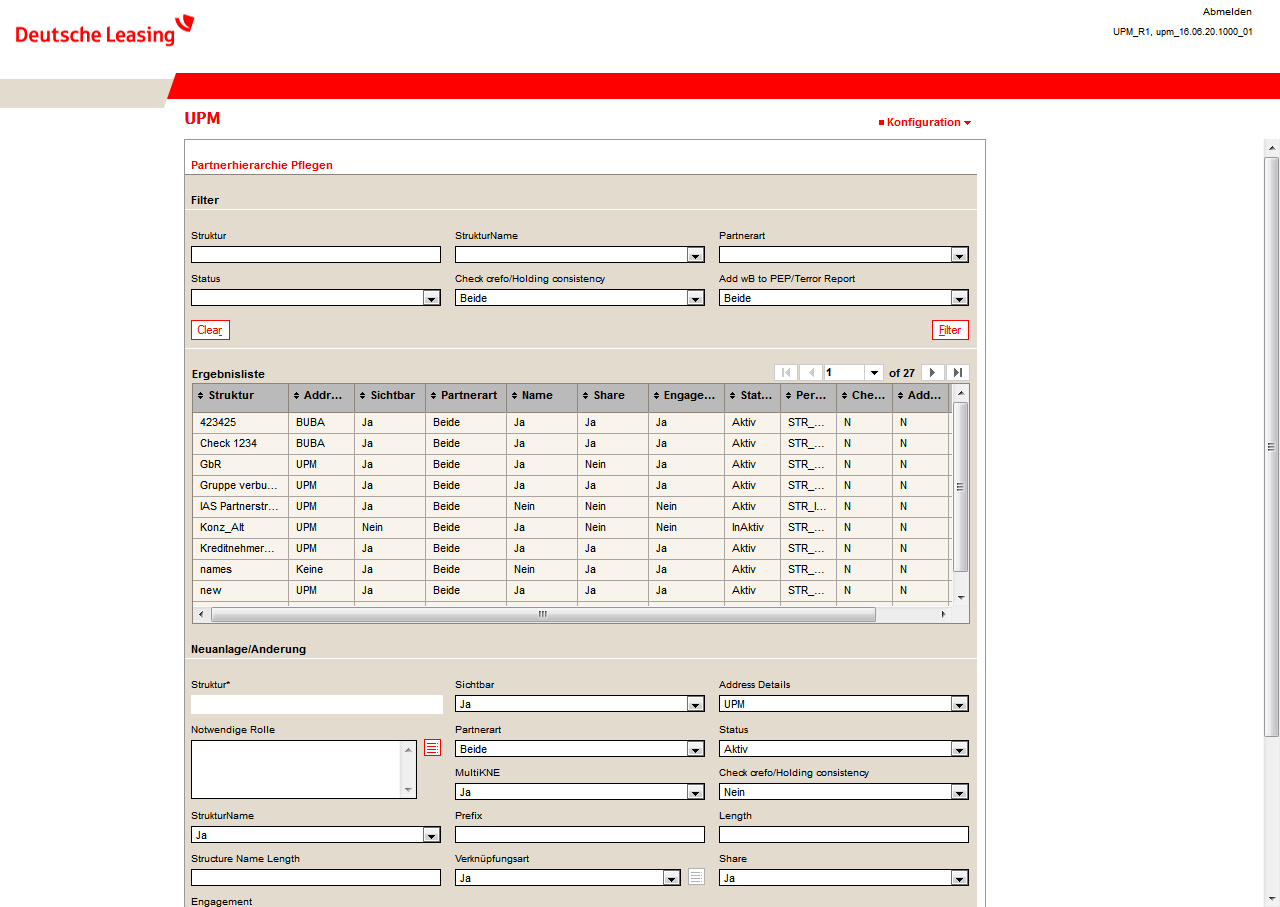 Deutsche Leasing
Abmelden
UPM_R1, upm_16.06.20.1000_01
UPM
Konfiguration
Partnerhierarchie Pflegen
Filter
Struktur StrukturName Partnerart
Status Check crefo/Holding consistency Add wB to PEP/Terror Report
Beide Beide
Clear Filter
Ergebnisliste 1 of 27
Struktur Addr... Sichtbar Partnerart Name Share Engage... Stat... Per... Che... Add...
423425 BUBA Ja Beide Ja Ja Ja Aktiv STR_... N N
Check 1234 BUBA Ja Beide Ja Ja Ja Aktiv STR_... N N
GbR UPM Ja Beide Ja Nein Ja Aktiv STR_... N N
Gruppe verbu... UPM Ja Beide Ja Ja Ja Aktiv STR_... N N
IAS Partnerstr... UPM Ja Beide Nein Nein Nein Aktiv STR_I... N N
Konz_Alt UPM Nein Beide Ja Nein Nein InAktiv STR_... N N
Kreditnehmer... UPM Ja Beide Ja Ja Ja Aktiv STR_... N N
names Keine Ja Beide Nein Ja Ja Aktiv STR_... N N
new UPM Ja Beide Ja Ja Ja Aktiv STR_... N N
Neuanlage/Anderung
Struktur* Sichtbar Address Details
Ja UPM
Notwendige Rolle Partnerart Status
Beide Aktiv
MultiKNE Check crefo/Holding consistency
Ja Nein
StrukturName Prefix Length
Ja
Structure Name Length Verknüpfungsart Share
Ja Ja
Engagement